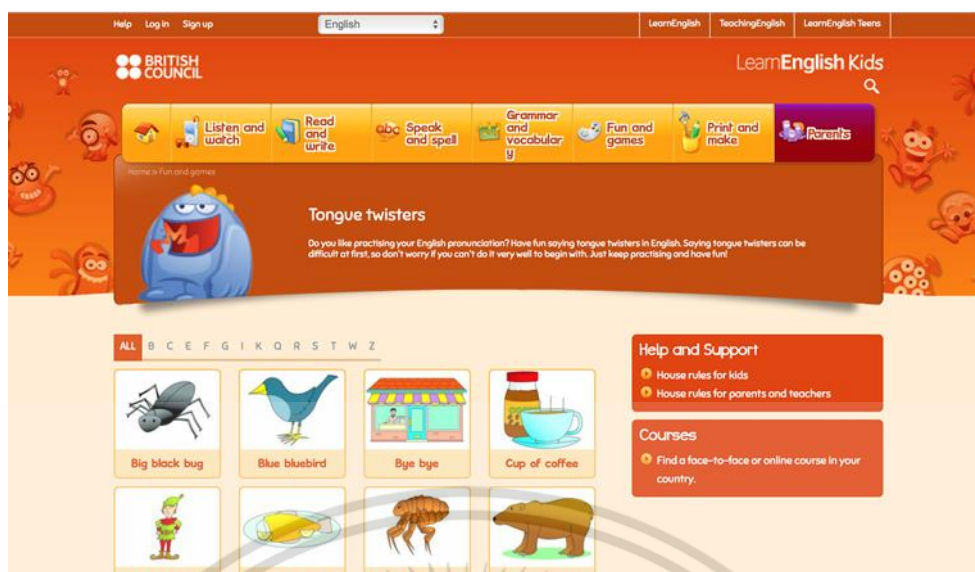 Help Log in Sign up English LearnEnglish TeachingEnglish LearnEnglish Teens
BRITISH
COUNCIL
LearnEnglish Kids
Listen and
watch
Read
and
write
Speak
and spell
Grammar
and
vocabular
y
Fun and
games
Print and
make
Parents
Home » Fun and games
Tongue twisters
Do you like practising your English pronunciation? Have fun saying tongue twisters in English. Saying tongue twisters can be
difficult at first, so don't worry if you can't do it very well to begin with. Just keep practising and have fun!
ALL B C E F G I K Q R S T W Z
Big black bug
Blue bluebird
Bye bye
Cup of coffee
Help and Support
House rules for kids
House rules for parents and teachers
Courses
Find a face-to-face or online course in your
country.